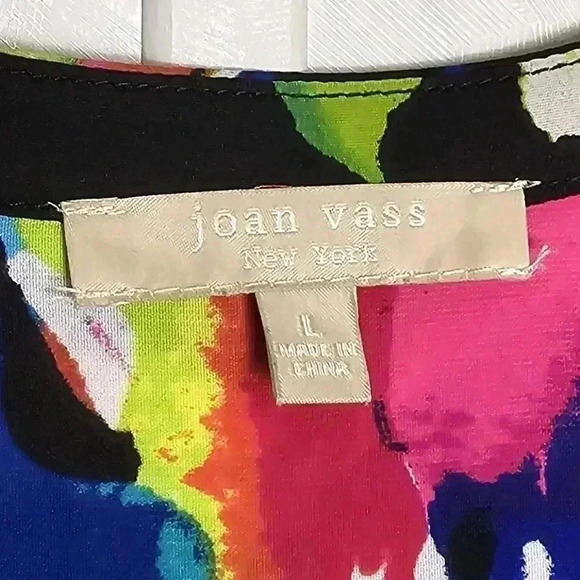 joan vass
New York
L
MADE IN
CHINA